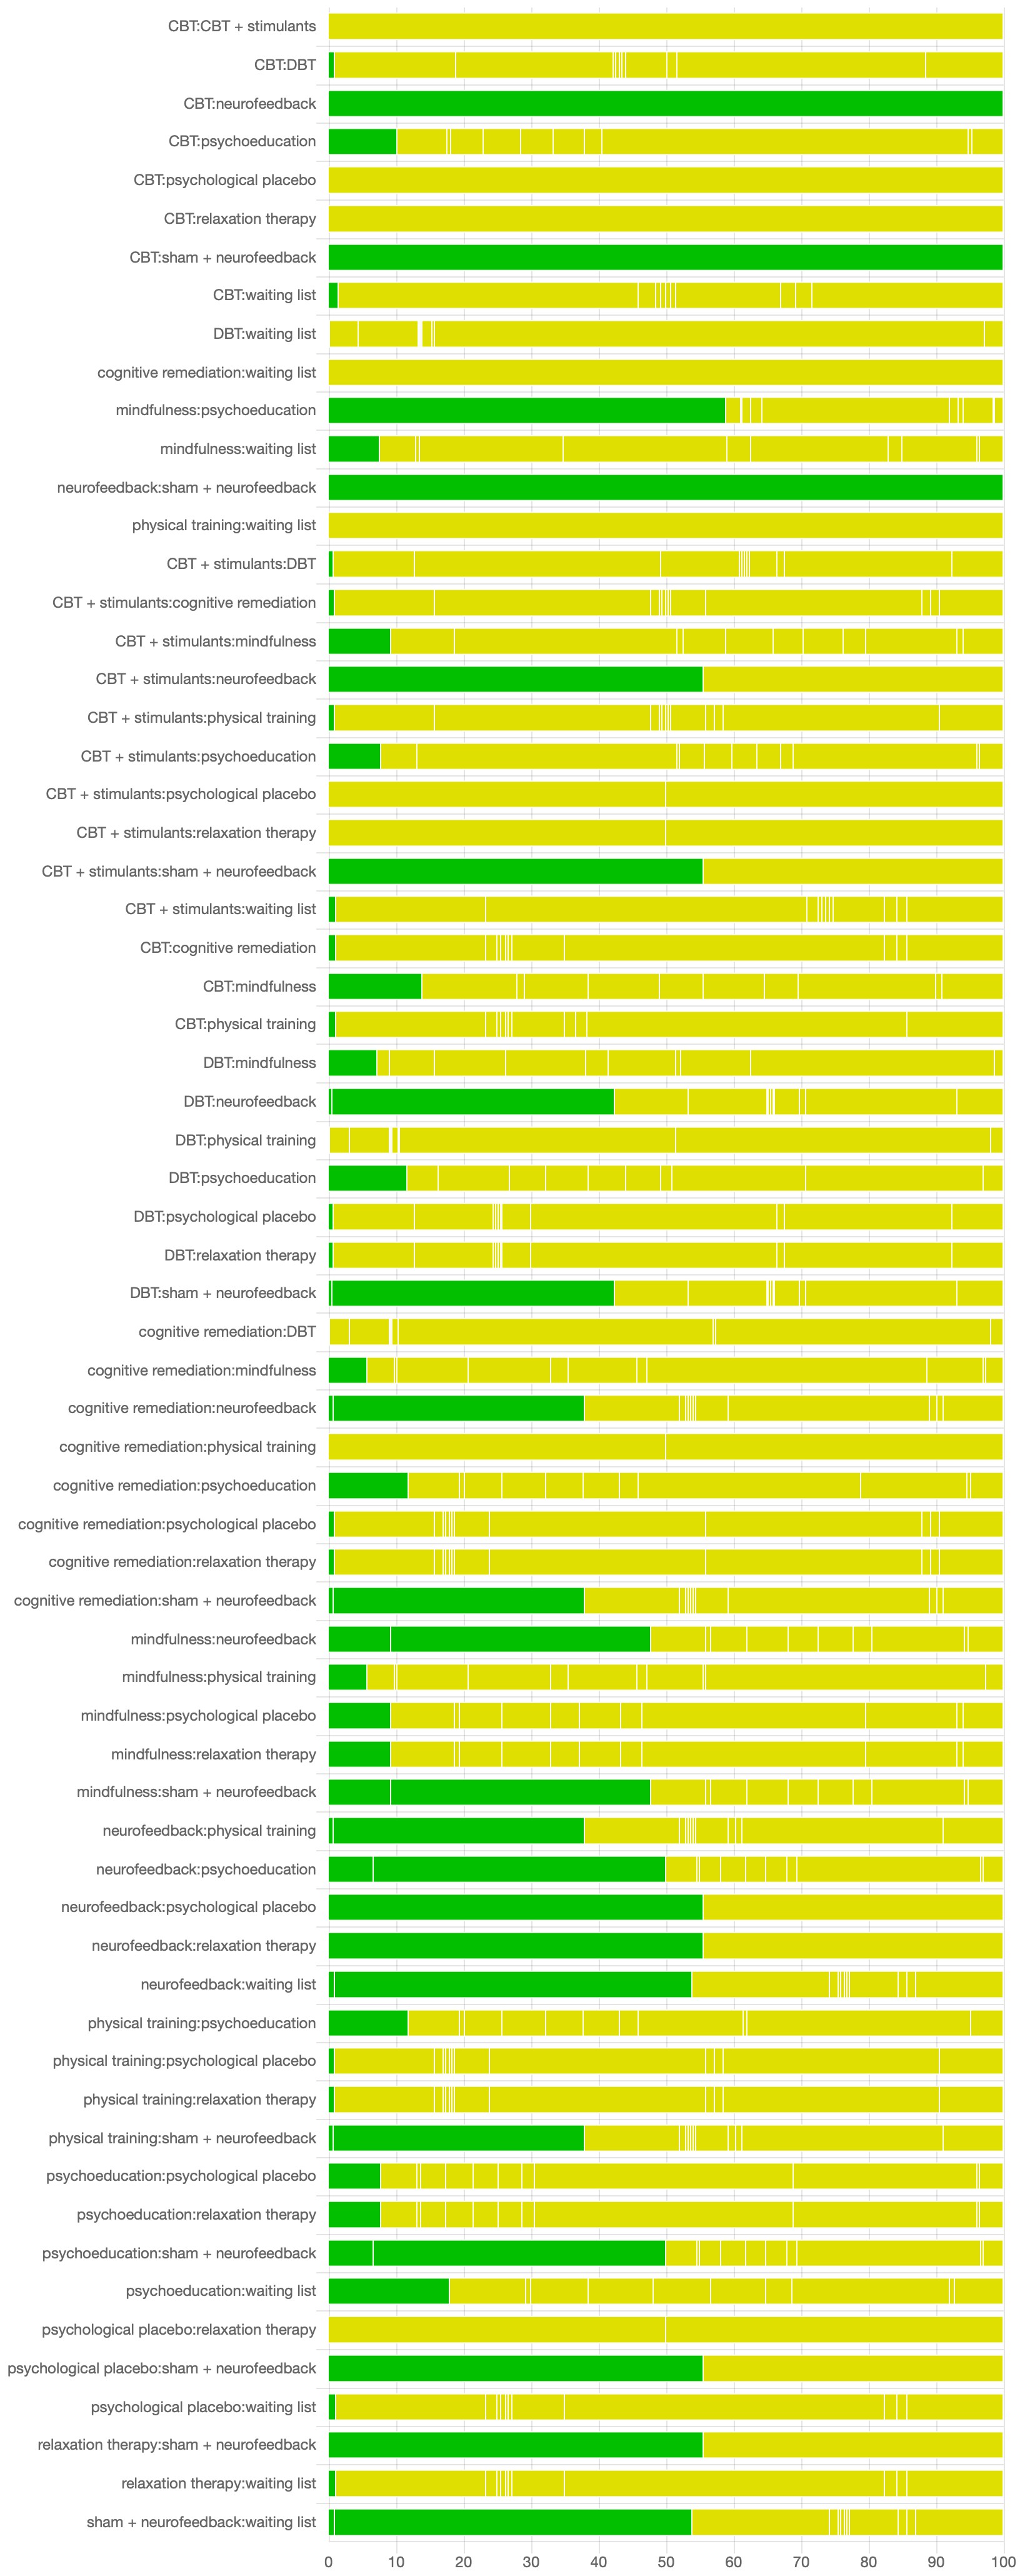 CBT:CBT + stimulants
CBT:DBT
CBT:neurofeedback
CBT:psychoeducation
CBT:psychological placebo
CBT:relaxation therapy
CBT:sham + neurofeedback
CBT:waiting list
DBT:waiting list
cognitive remediation:waiting list
mindfulness:psychoeducation
mindfulness:waiting list
neurofeedback:sham + neurofeedback
physical training:waiting list
CBT + stimulants:DBT
CBT + stimulants:cognitive remediation
CBT + stimulants:mindfulness
CBT + stimulants:neurofeedback
CBT + stimulants:physical training
CBT + stimulants:psychoeducation
CBT + stimulants:psychological placebo
CBT + stimulants:relaxation therapy
CBT + stimulants:sham + neurofeedback
CBT + stimulants:waiting list
CBT:cognitive remediation
CBT:mindfulness
CBT:physical training
DBT:mindfulness
DBT:neurofeedback
DBT:physical training
DBT:psychoeducation
DBT:psychological placebo
DBT:relaxation therapy
DBT:sham + neurofeedback
cognitive remediation:DBT
cognitive remediation:mindfulness
cognitive remediation:neurofeedback
cognitive remediation:physical training
cognitive remediation:psychoeducation
cognitive remediation:psychological placebo
cognitive remediation:relaxation therapy
cognitive remediation:sham + neurofeedback
mindfulness:neurofeedback
mindfulness:physical training
mindfulness:psychological placebo
mindfulness:relaxation therapy
mindfulness:sham + neurofeedback
neurofeedback:physical training
neurofeedback:psychoeducation
neurofeedback:psychological placebo
neurofeedback:relaxation therapy
neurofeedback:waiting list
physical training:psychoeducation
physical training:psychological placebo
physical training:relaxation therapy
physical training:sham + neurofeedback
psychoeducation:psychological placebo
psychoeducation:relaxation therapy
psychoeducation:sham + neurofeedback
psychoeducation:waiting list
psychological placebo:relaxation therapy
psychological placebo:sham + neurofeedback
psychological placebo:waiting list
relaxation therapy:sham + neurofeedback
relaxation therapy:waiting list
sham + neurofeedback:waiting list
0 10 20 30 40 50 60 70 80 90 100